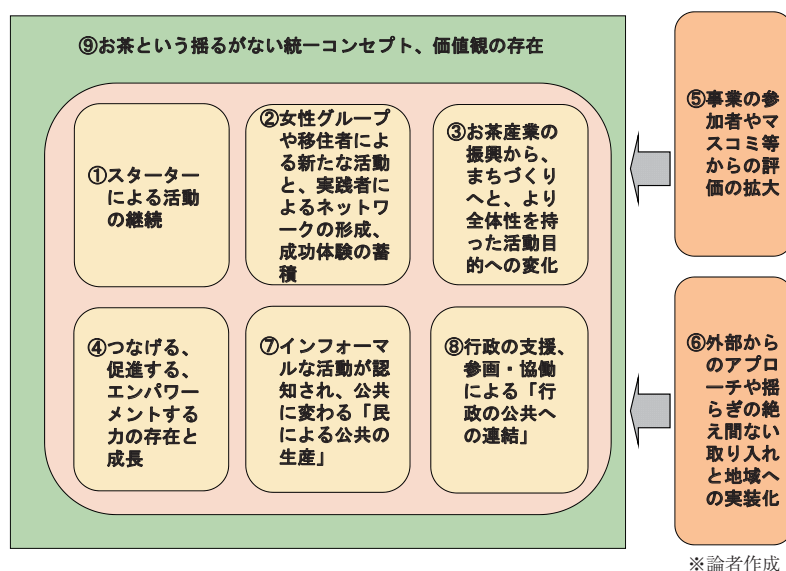 ⑨お茶という揺るがない統一コンセプト、価値観の存在
①スターター
による活動
の継続
②女性グループ
や移住者によ
る新たな活動
と、実践者に
よるネットワ
ークの形成、
成功体験の蓄
積
③お茶産業の
振興から、
まちづくり
へと、より
全体性を持
った活動目
的への変化
④つなげる、
促進する、
エンパワー
メントする
力の存在と
成長
⑦インフォーマ
ルな活動が認
知され、公共
に変わる「民
による公共の
生産」
⑧行政の支援、
参画・協働
による「行
政の公共へ
の連結」
⑤事業の参
加者やマ
スコミ等
からの評
価の拡大
⑥外部から
のアプロ
ーチや揺
らぎの絶
え間ない
取り入れ
と地域へ
の実装化
※論者作成